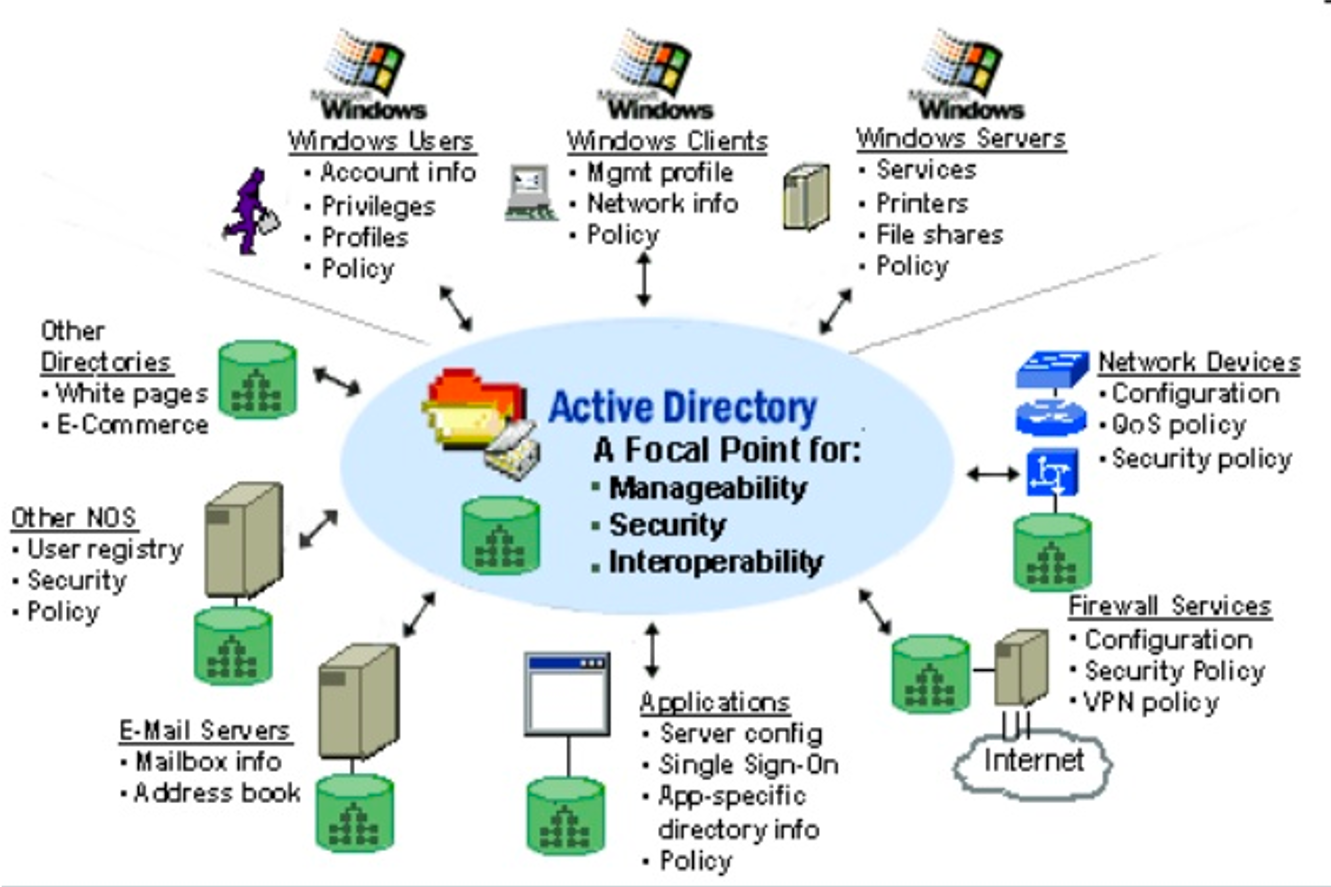 Microsoft
Windows
Windows Users
• Account info
• Privileges
• Profiles
• Policy
Microsoft
Windows
Windows Clients
• Mgmt profile
• Network info
• Policy
Microsoft
Windows
Windows Servers
• Services
• Printers
• File shares
• Policy
Other
Directories
• White pages
• E-Commerce
Active Directory
A Focal Point for:
▪ Manageability
▪ Security
▪ Interoperability
Network Devices
• Configuration
• QoS policy
• Security policy
Other NOS
• User registry
• Security
• Policy
Firewall Services
• Configuration
• Security Policy
• VPN policy
Internet
E-Mail Servers
• Mailbox info
• Address book
Applications
• Server config
• Single Sign-On
• App-specific
directory info
• Policy